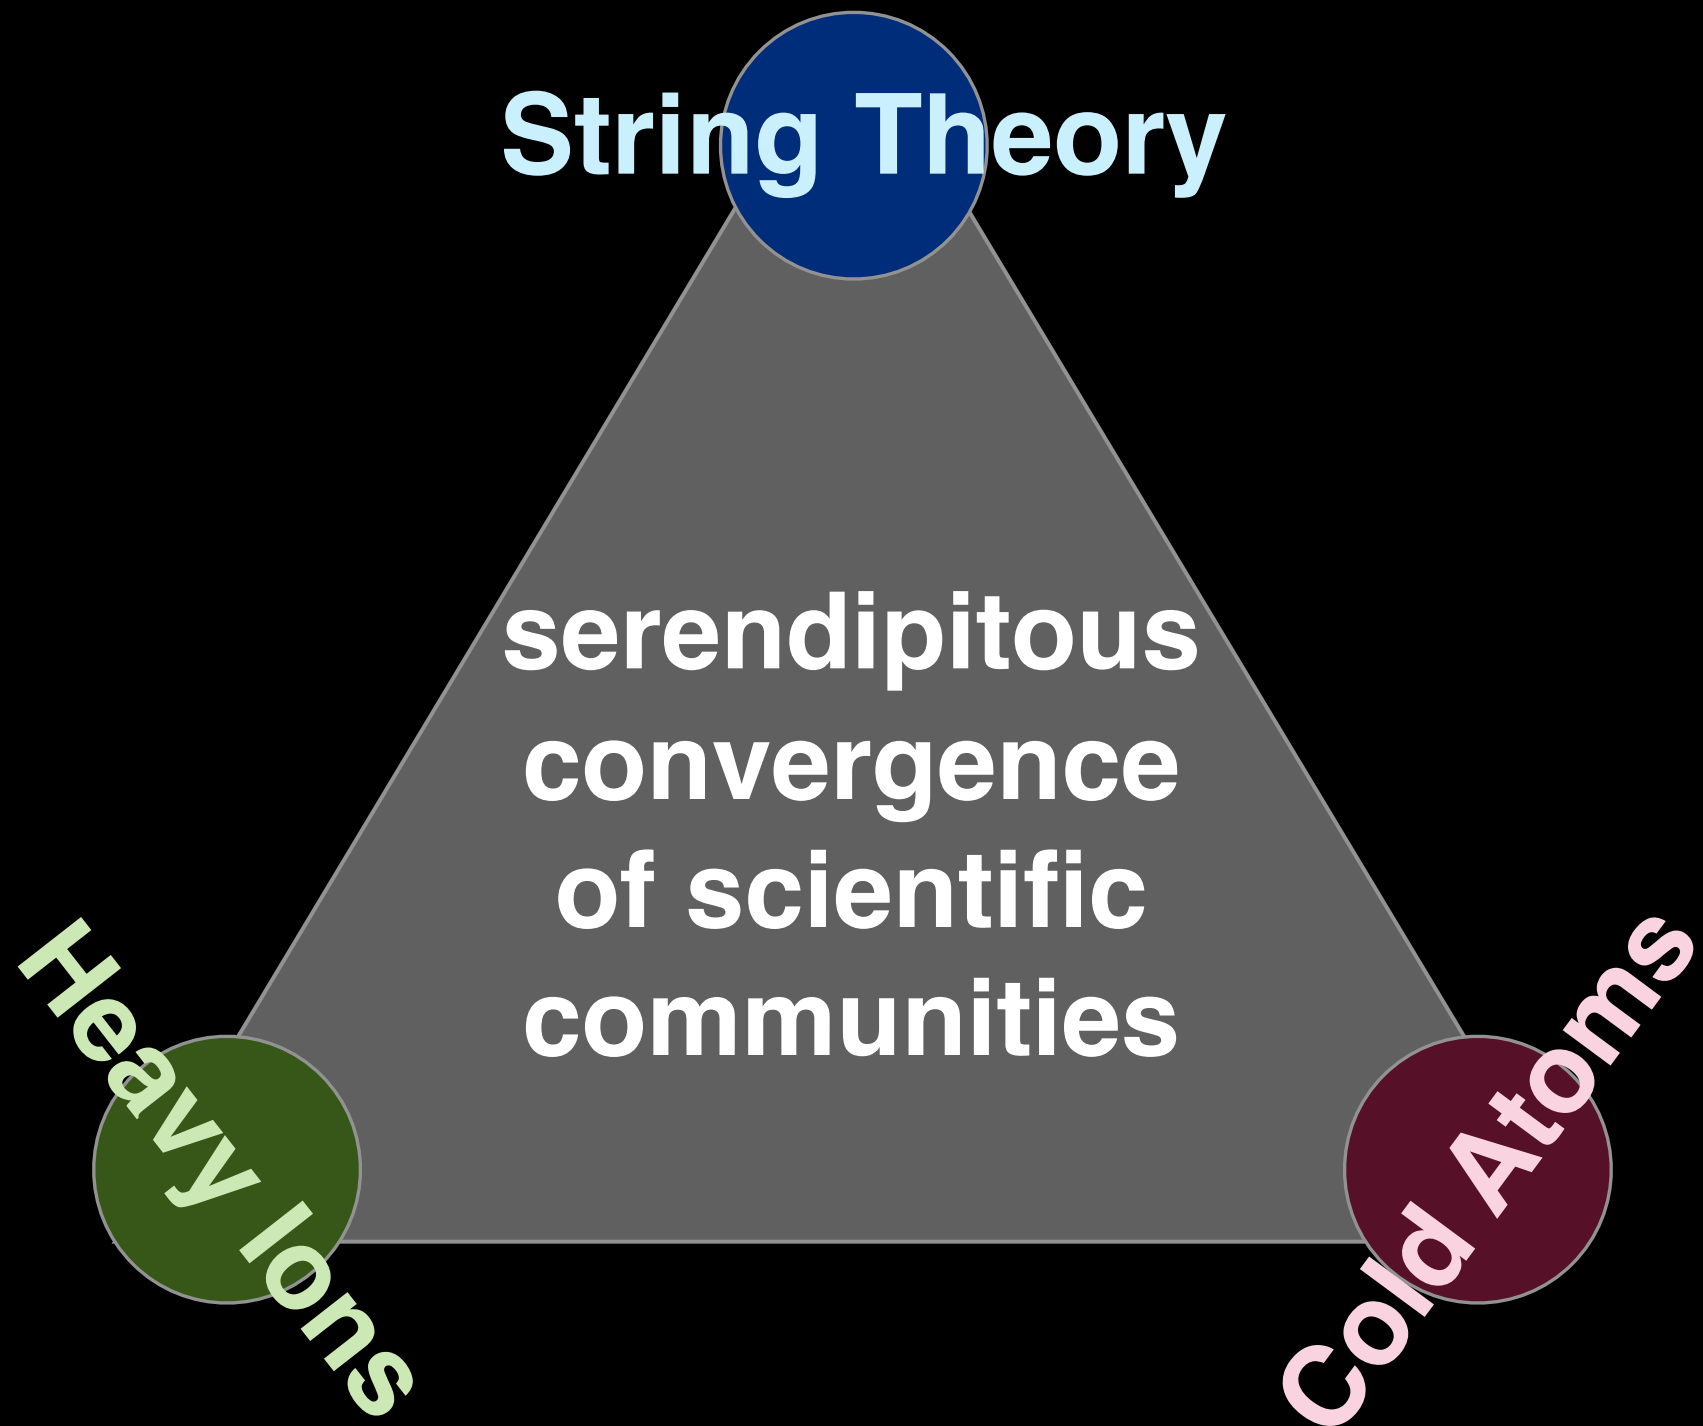 String Theory
serendipitous
convergence
of scientific
communities
Heavy Ions
Cold Atoms